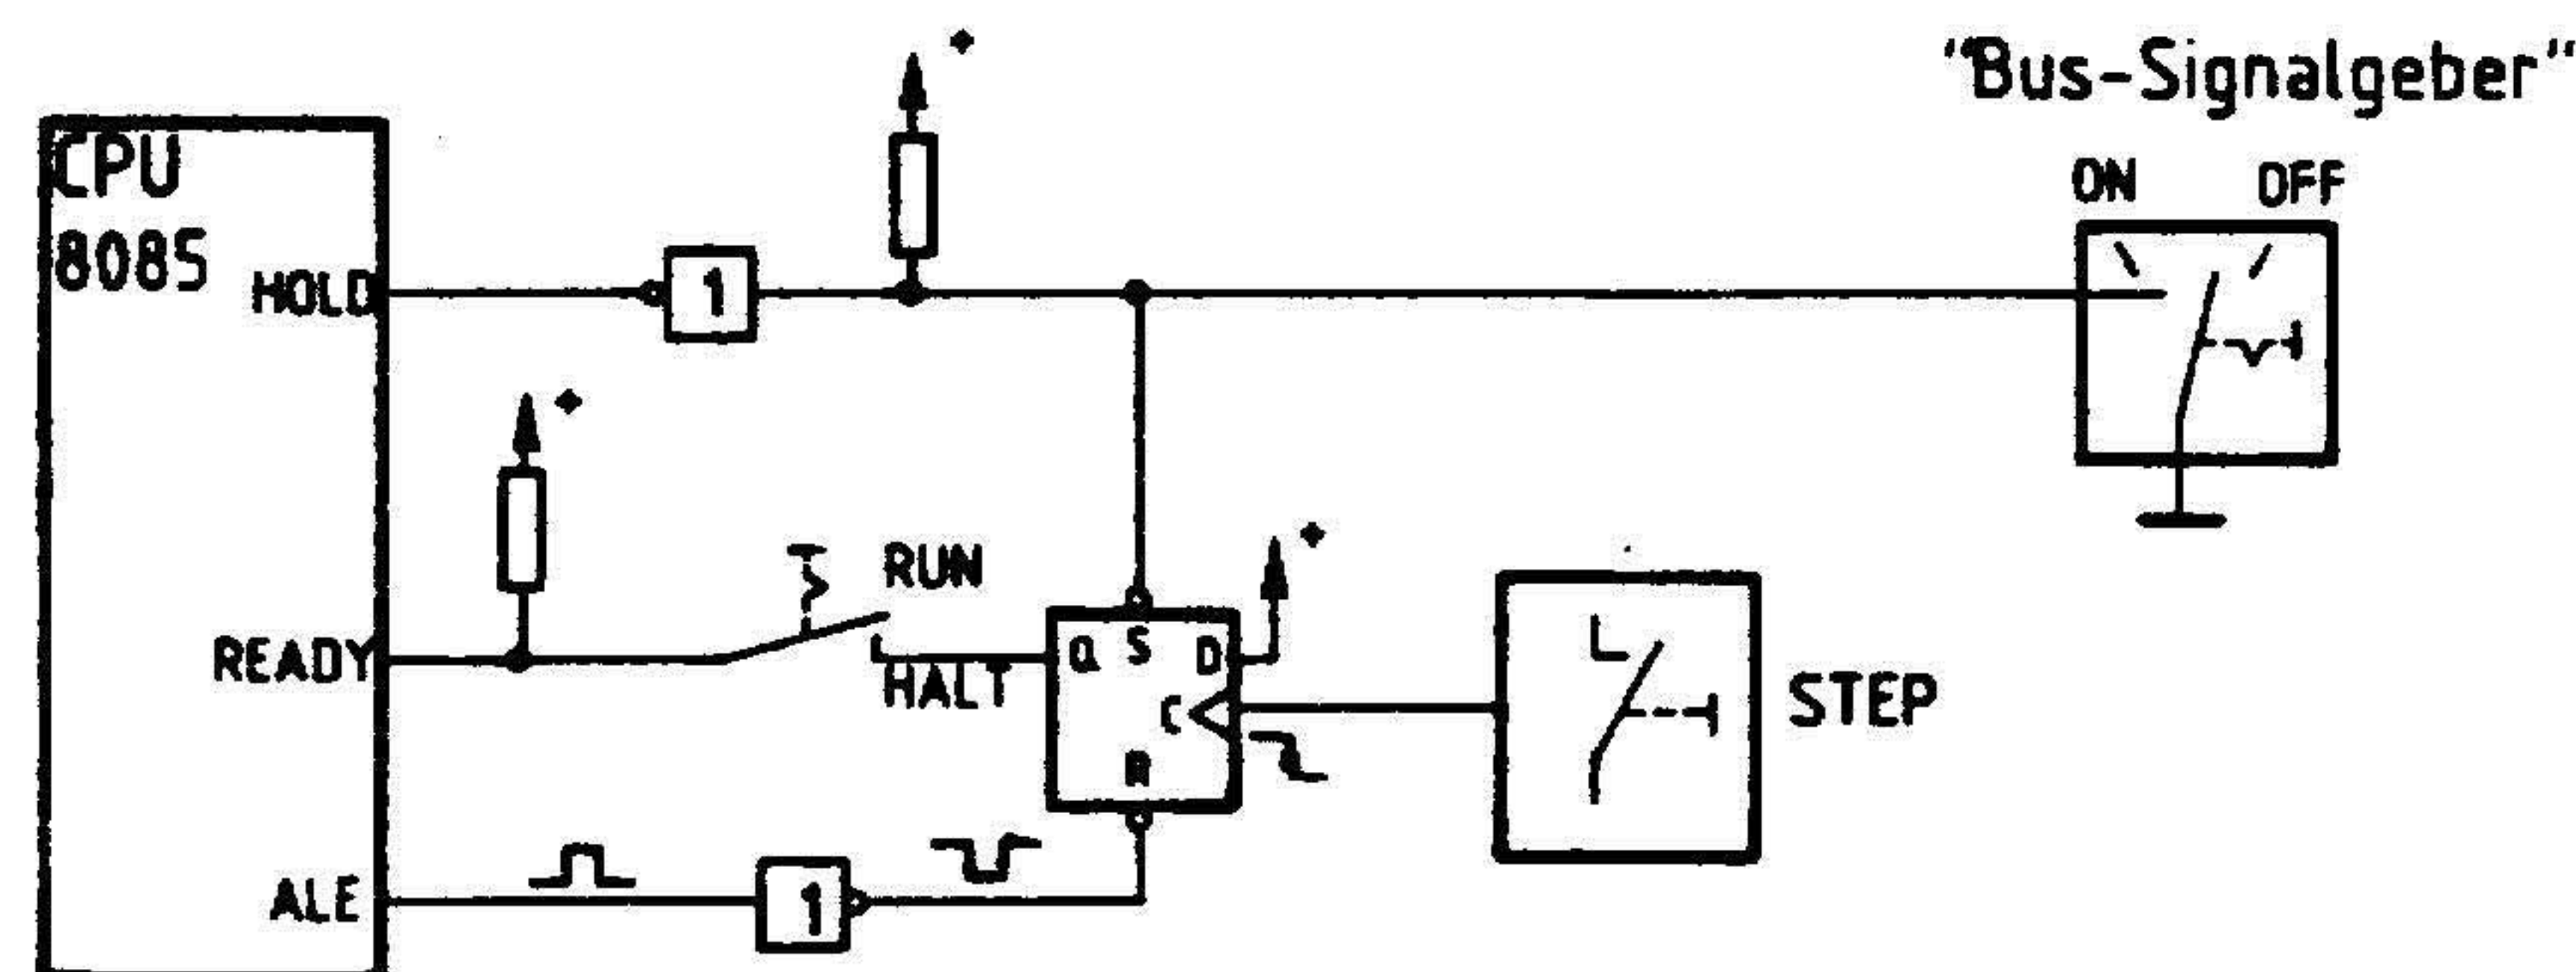 "Bus-Signalgeber"
ON OFF
CPU
8085
HOLD
1
READY
RUN
HALT
Q S D
C
R
STEP
ALE
1